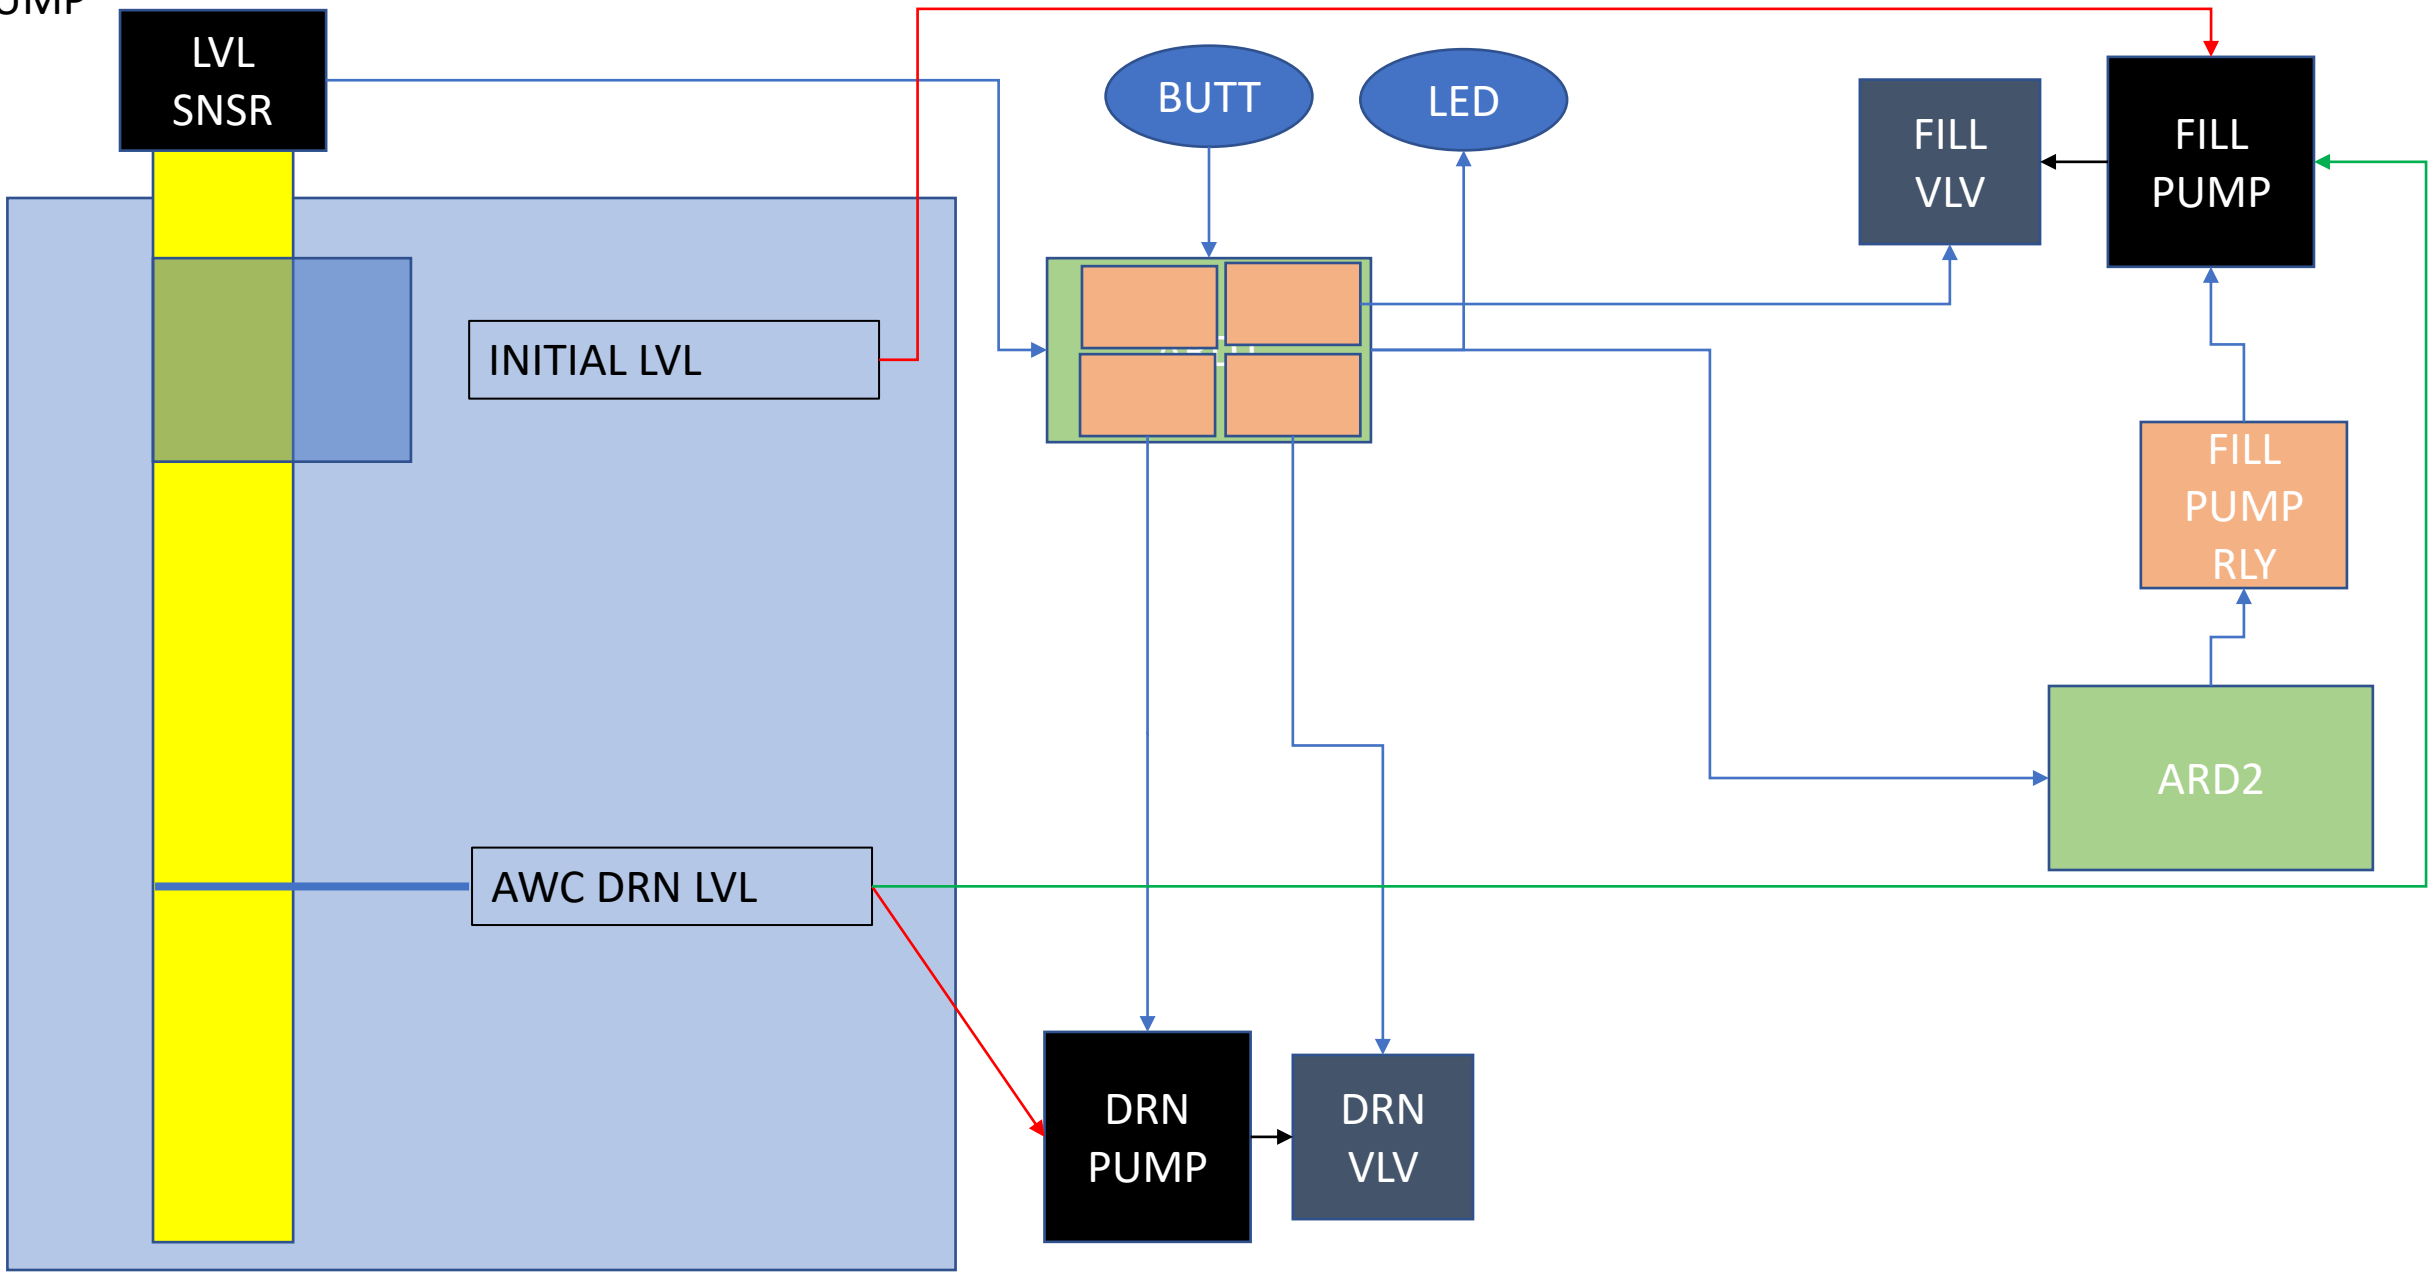 LVL
SNSR
BUTT
LED
FILL
VLV
FILL
PUMP
INITIAL LVL
FILL
PUMP
RLY
ARD2
AWC DRN LVL
DRN
PUMP
DRN
VLV